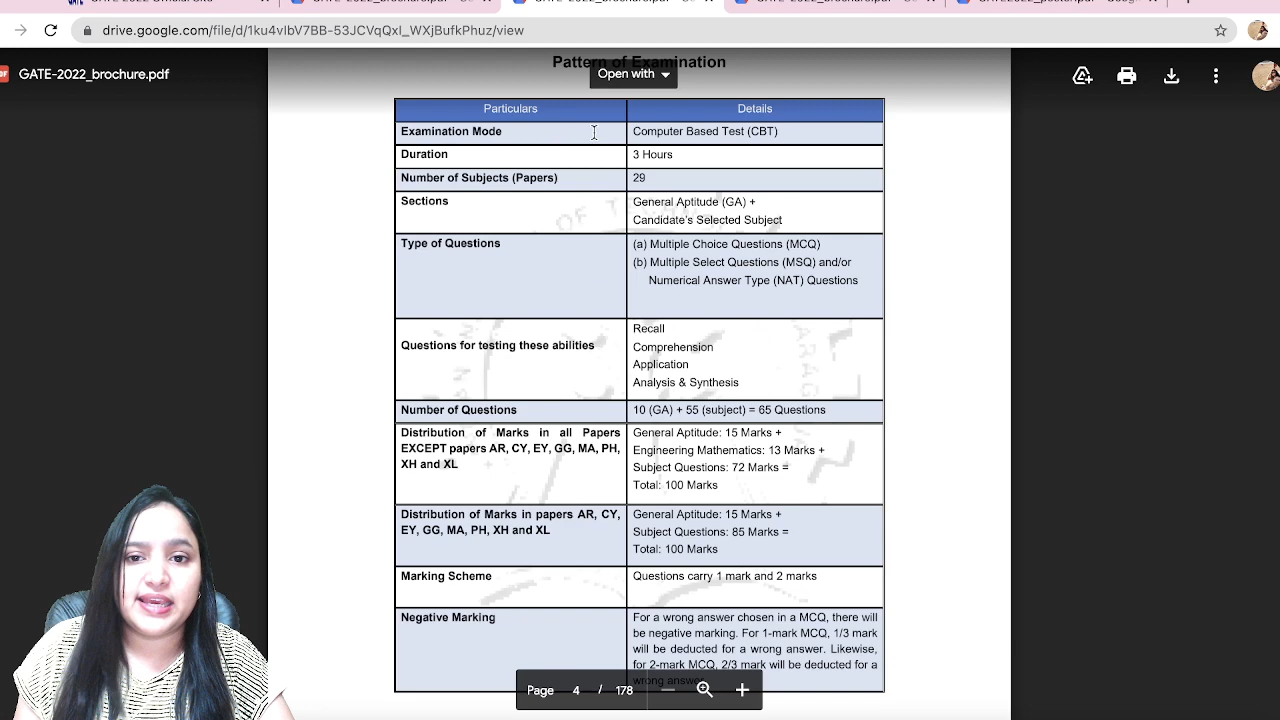 drive.google.com/file/d/1ku4vIbV7BB-53JCVqQxI_WXjBufkPhuz/view
GATE-2022_brochure.pdf
Pattern of Examination
Open with
Particulars Details
Examination Mode Computer Based Test (CBT)
Duration 3 Hours
Number of Subjects (Papers) 29
Sections General Aptitude (GA) +
Candidate's Selected Subject
Type of Questions (a) Multiple Choice Questions (MCQ)
(b) Multiple Select Questions (MSQ) and/or
Numerical Answer Type (NAT) Questions
Recall
Questions for testing these abilities Comprehension
Application
Analysis & Synthesis
Number of Questions 10 (GA) + 55 (subject) = 65 Questions
Distribution of Marks in all Papers General Aptitude: 15 Marks +
EXCEPT papers AR, CY, EY, GG, MA, PH, Engineering Mathematics: 13 Marks +
XH and XL Subject Questions: 72 Marks =
Total: 100 Marks
Distribution of Marks in papers AR, CY, General Aptitude: 15 Marks +
EY, GG, MA, PH, XH and XL Subject Questions: 85 Marks =
Total: 100 Marks
Marking Scheme Questions carry 1 mark and 2 marks
Negative Marking For a wrong answer chosen in a MCQ, there will
be negative marking. For 1-mark MCQ, 1/3 mark
will be deducted for a wrong answer. Likewise,
for 2-mark MCQ, 2/3 mark will be deducted for a
wrong answer.
Page 4 / 178